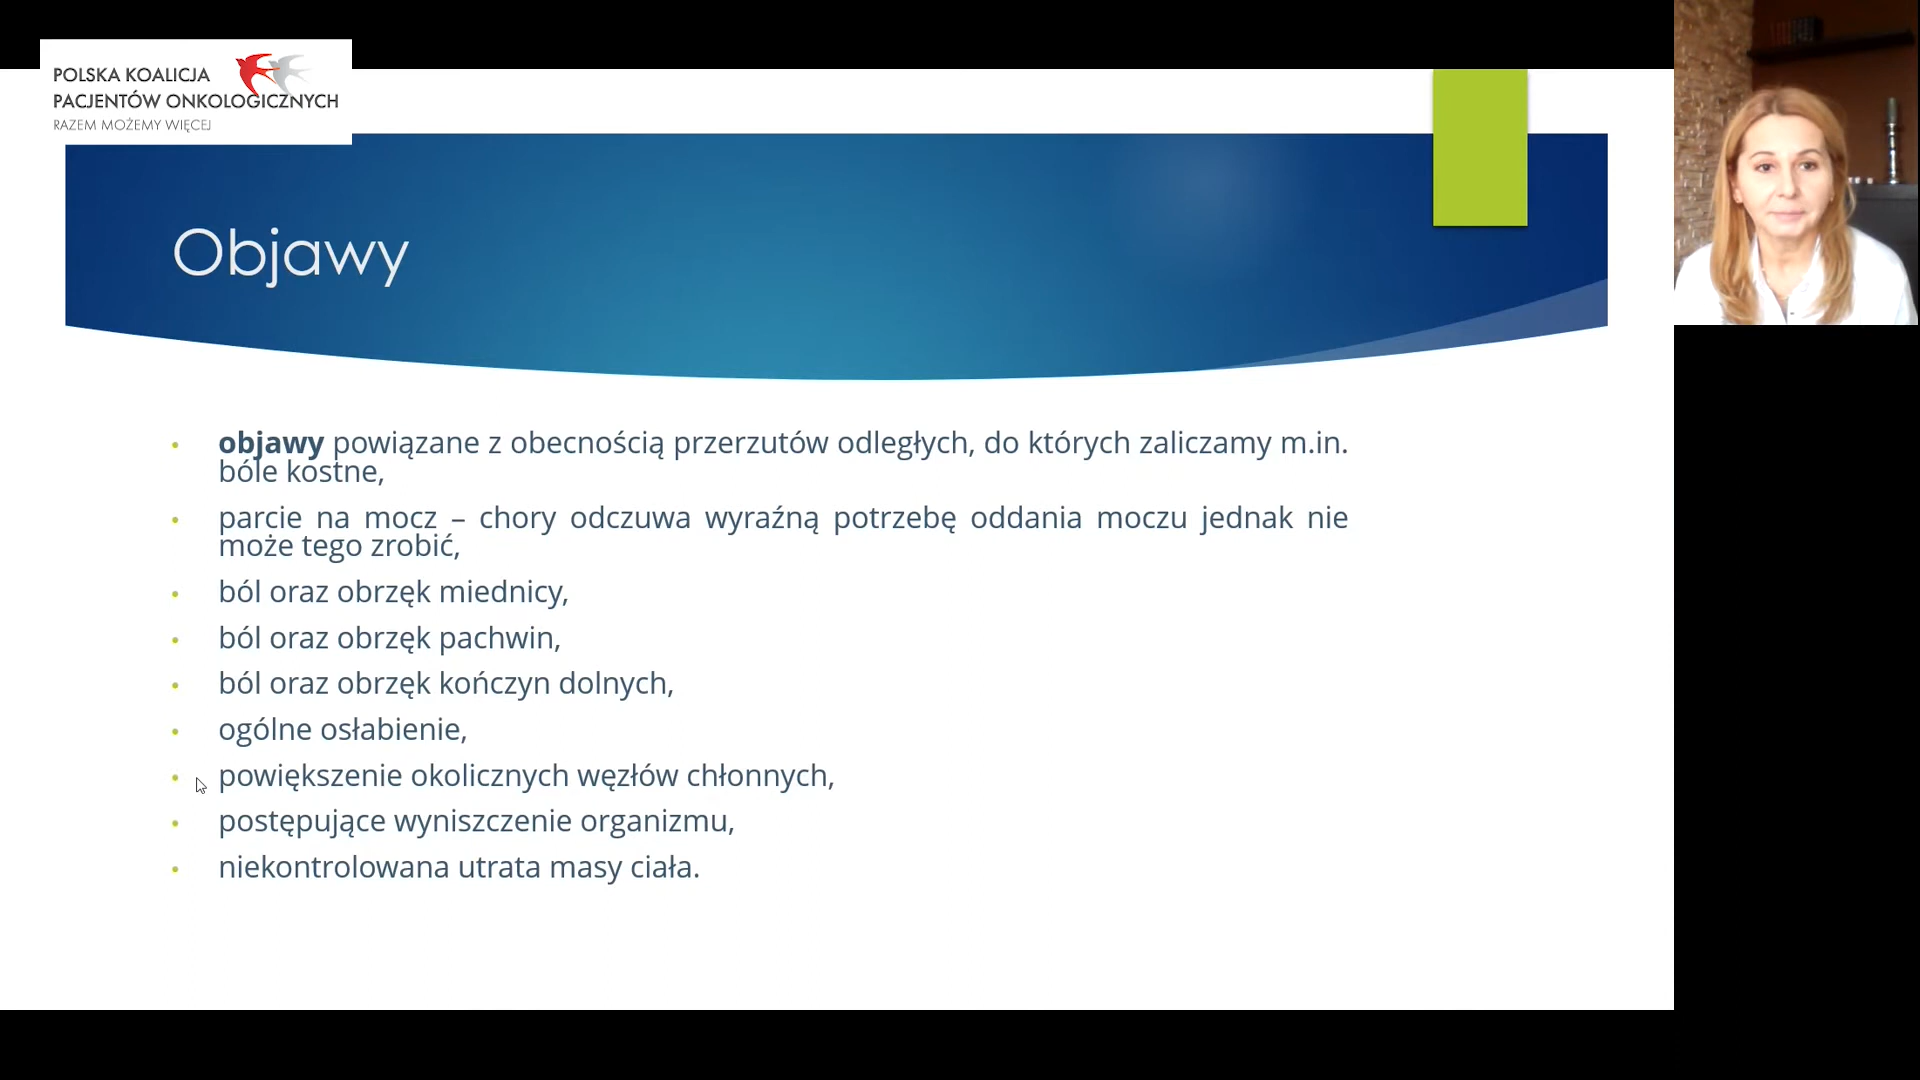 POLSKA KOALICJA
PACJENTÓW ONKOLOGICZNYCH
RAZEM MOŻEMY WIĘCEJ
Objawy
objawy powiązane z obecnością przerzutów odległych, do których zaliczamy m.in.
bóle kostne,
parcie na mocz – chory odczuwa wyraźną potrzebę oddania moczu jednak nie
może tego zrobić,
ból oraz obrzęk miednicy,
ból oraz obrzęk pachwin,
ból oraz obrzęk kończyn dolnych,
ogólne osłabienie,
powiększenie okolicznych węzłów chłonnych,
postępujące wyniszczenie organizmu,
niekontrolowana utrata masy ciała.